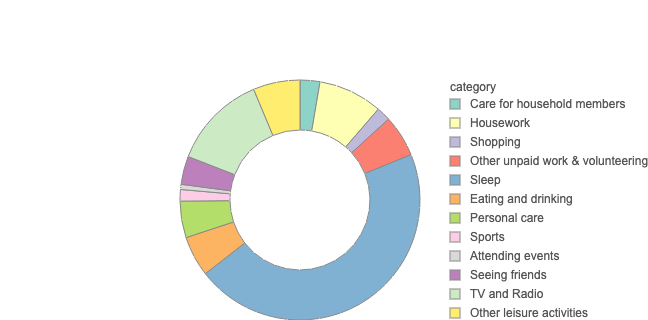 category
Care for household members
Housework
Shopping
Other unpaid work & volunteering
Sleep
Eating and drinking
Personal care
Sports
Attending events
Seeing friends
TV and Radio
Other leisure activities